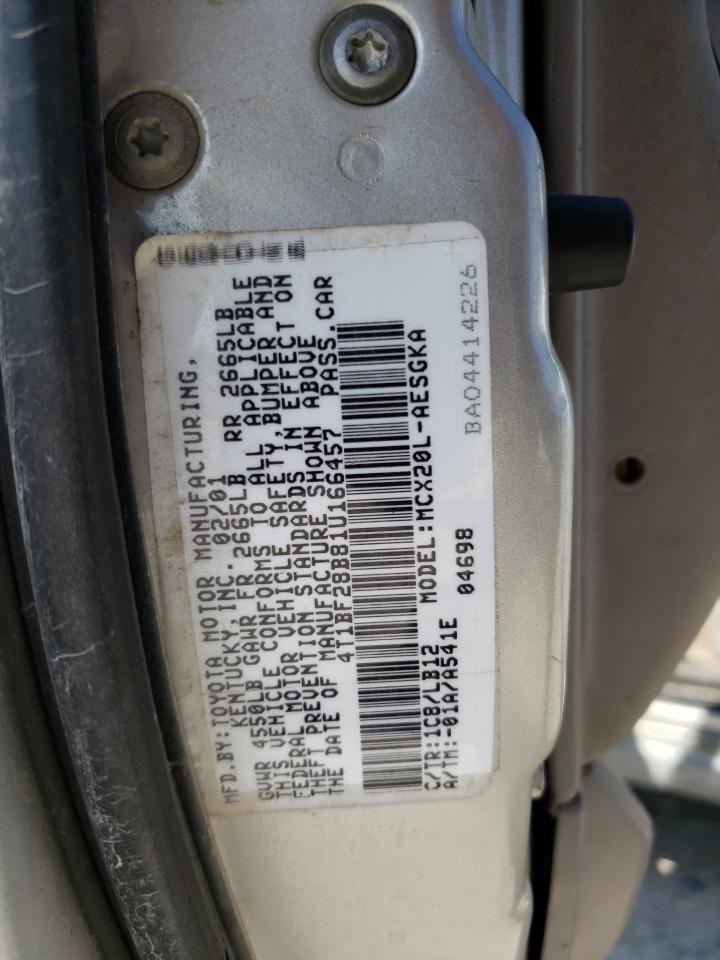 MFD.BY:TOYOTA MOTOR MANUFACTURING,
KENTUCKY,INC. 02/01
GVWR 4550LB GAWR FR 2665LB RR 2665LB
THIS VEHICLE CONFORMS TO ALL APPLICABLE
FEDERAL MOTOR VEHICLE SAFETY,BUMPER AND
THEFT PREVENTION STANDARDS IN EFFECT ON
THE DATE OF MANUFACTURE SHOWN ABOVE
4T1BF28B81U166457 PASS.CAR
C/TR:1C8/LB12 MODEL:MCX20L-AESGKA
A/TM:-01A/A541E 04698 BA04414226